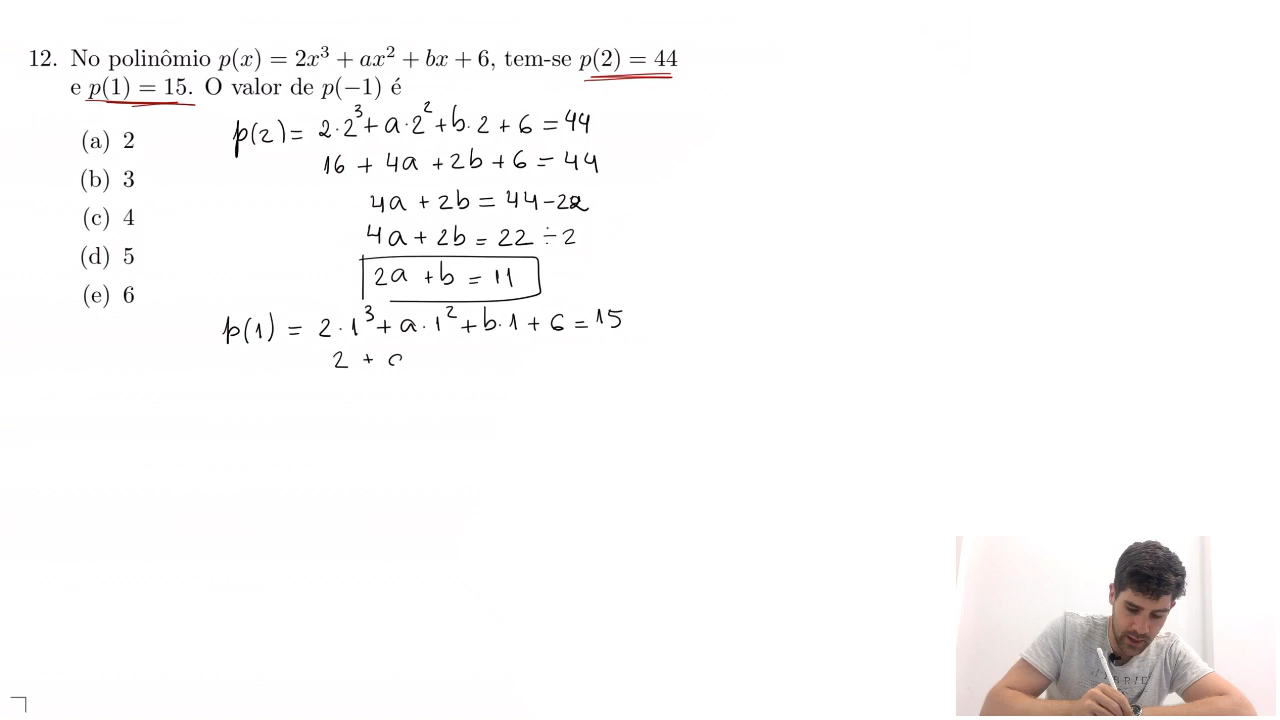 12. No polinômio p(x) = 2x³ + ax² + bx + 6, tem-se p(2) = 44
e p(1) = 15. O valor de p(−1) é
(a) 2
(b) 3
(c) 4
(d) 5
(e) 6
p(2) = 2·2³ + a·2² + b·2 + 6 = 44
16 + 4a + 2b + 6 = 44
4a + 2b = 44 − 22
4a + 2b = 22 ÷ 2
2a + b = 11
p(1) = 2·1³ + a·1² + b·1 + 6 = 15
2 +